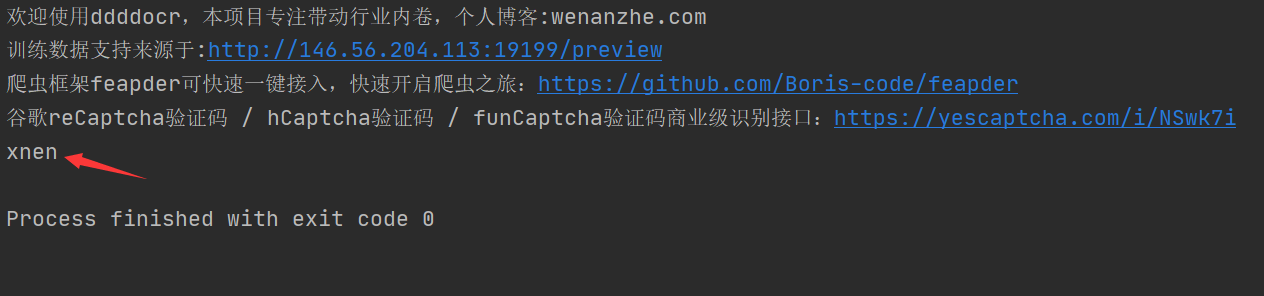 欢迎使用ddddocr，本项目专注带动行业内卷，个人博客:wenanzhe.com
训练数据支持来源于:http://146.56.204.113:19199/preview
爬虫框架feapder可快速一键接入，快速开启爬虫之旅：https://github.com/Boris-code/feapder
谷歌reCaptcha验证码 / hCaptcha验证码 / funCaptcha验证码商业级识别接口：https://yescaptcha.com/i/NSwk7i
xnen
Process finished with exit code 0